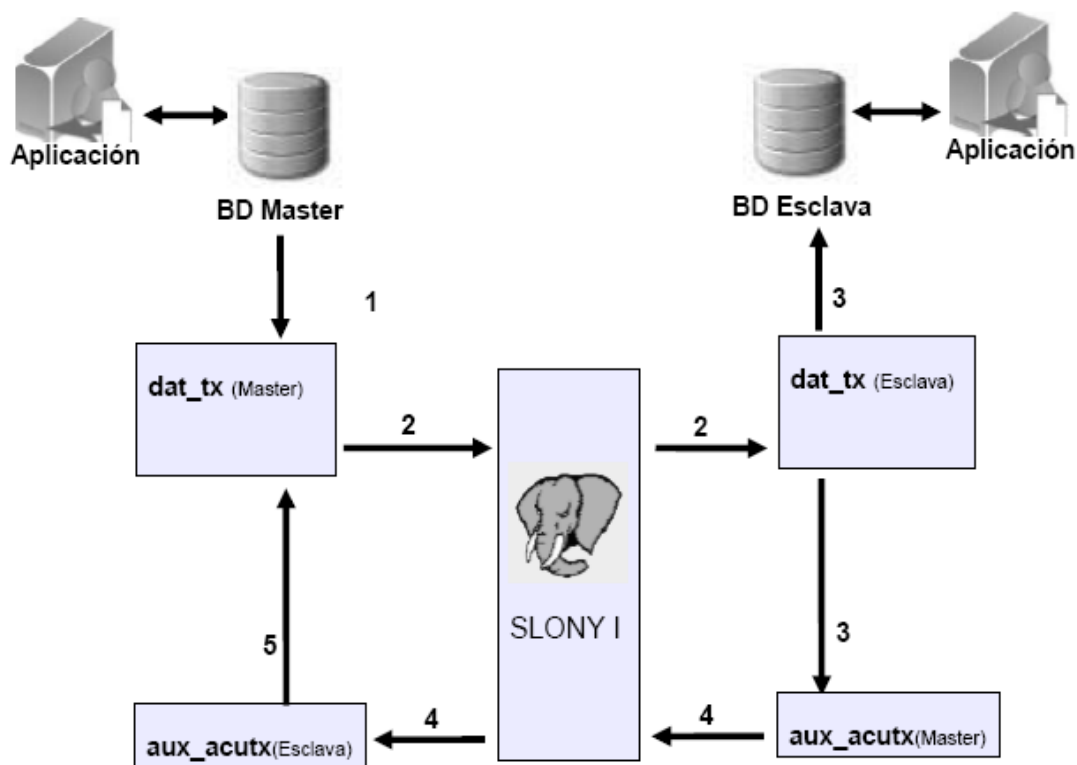 Aplicación
BD Master
BD Esclava
Aplicación
1
3
dat_tx (Master)
dat_tx (Esclava)
2
2
SLONY I
5
3
4
4
aux_acutx(Esclava)
aux_acutx(Master)